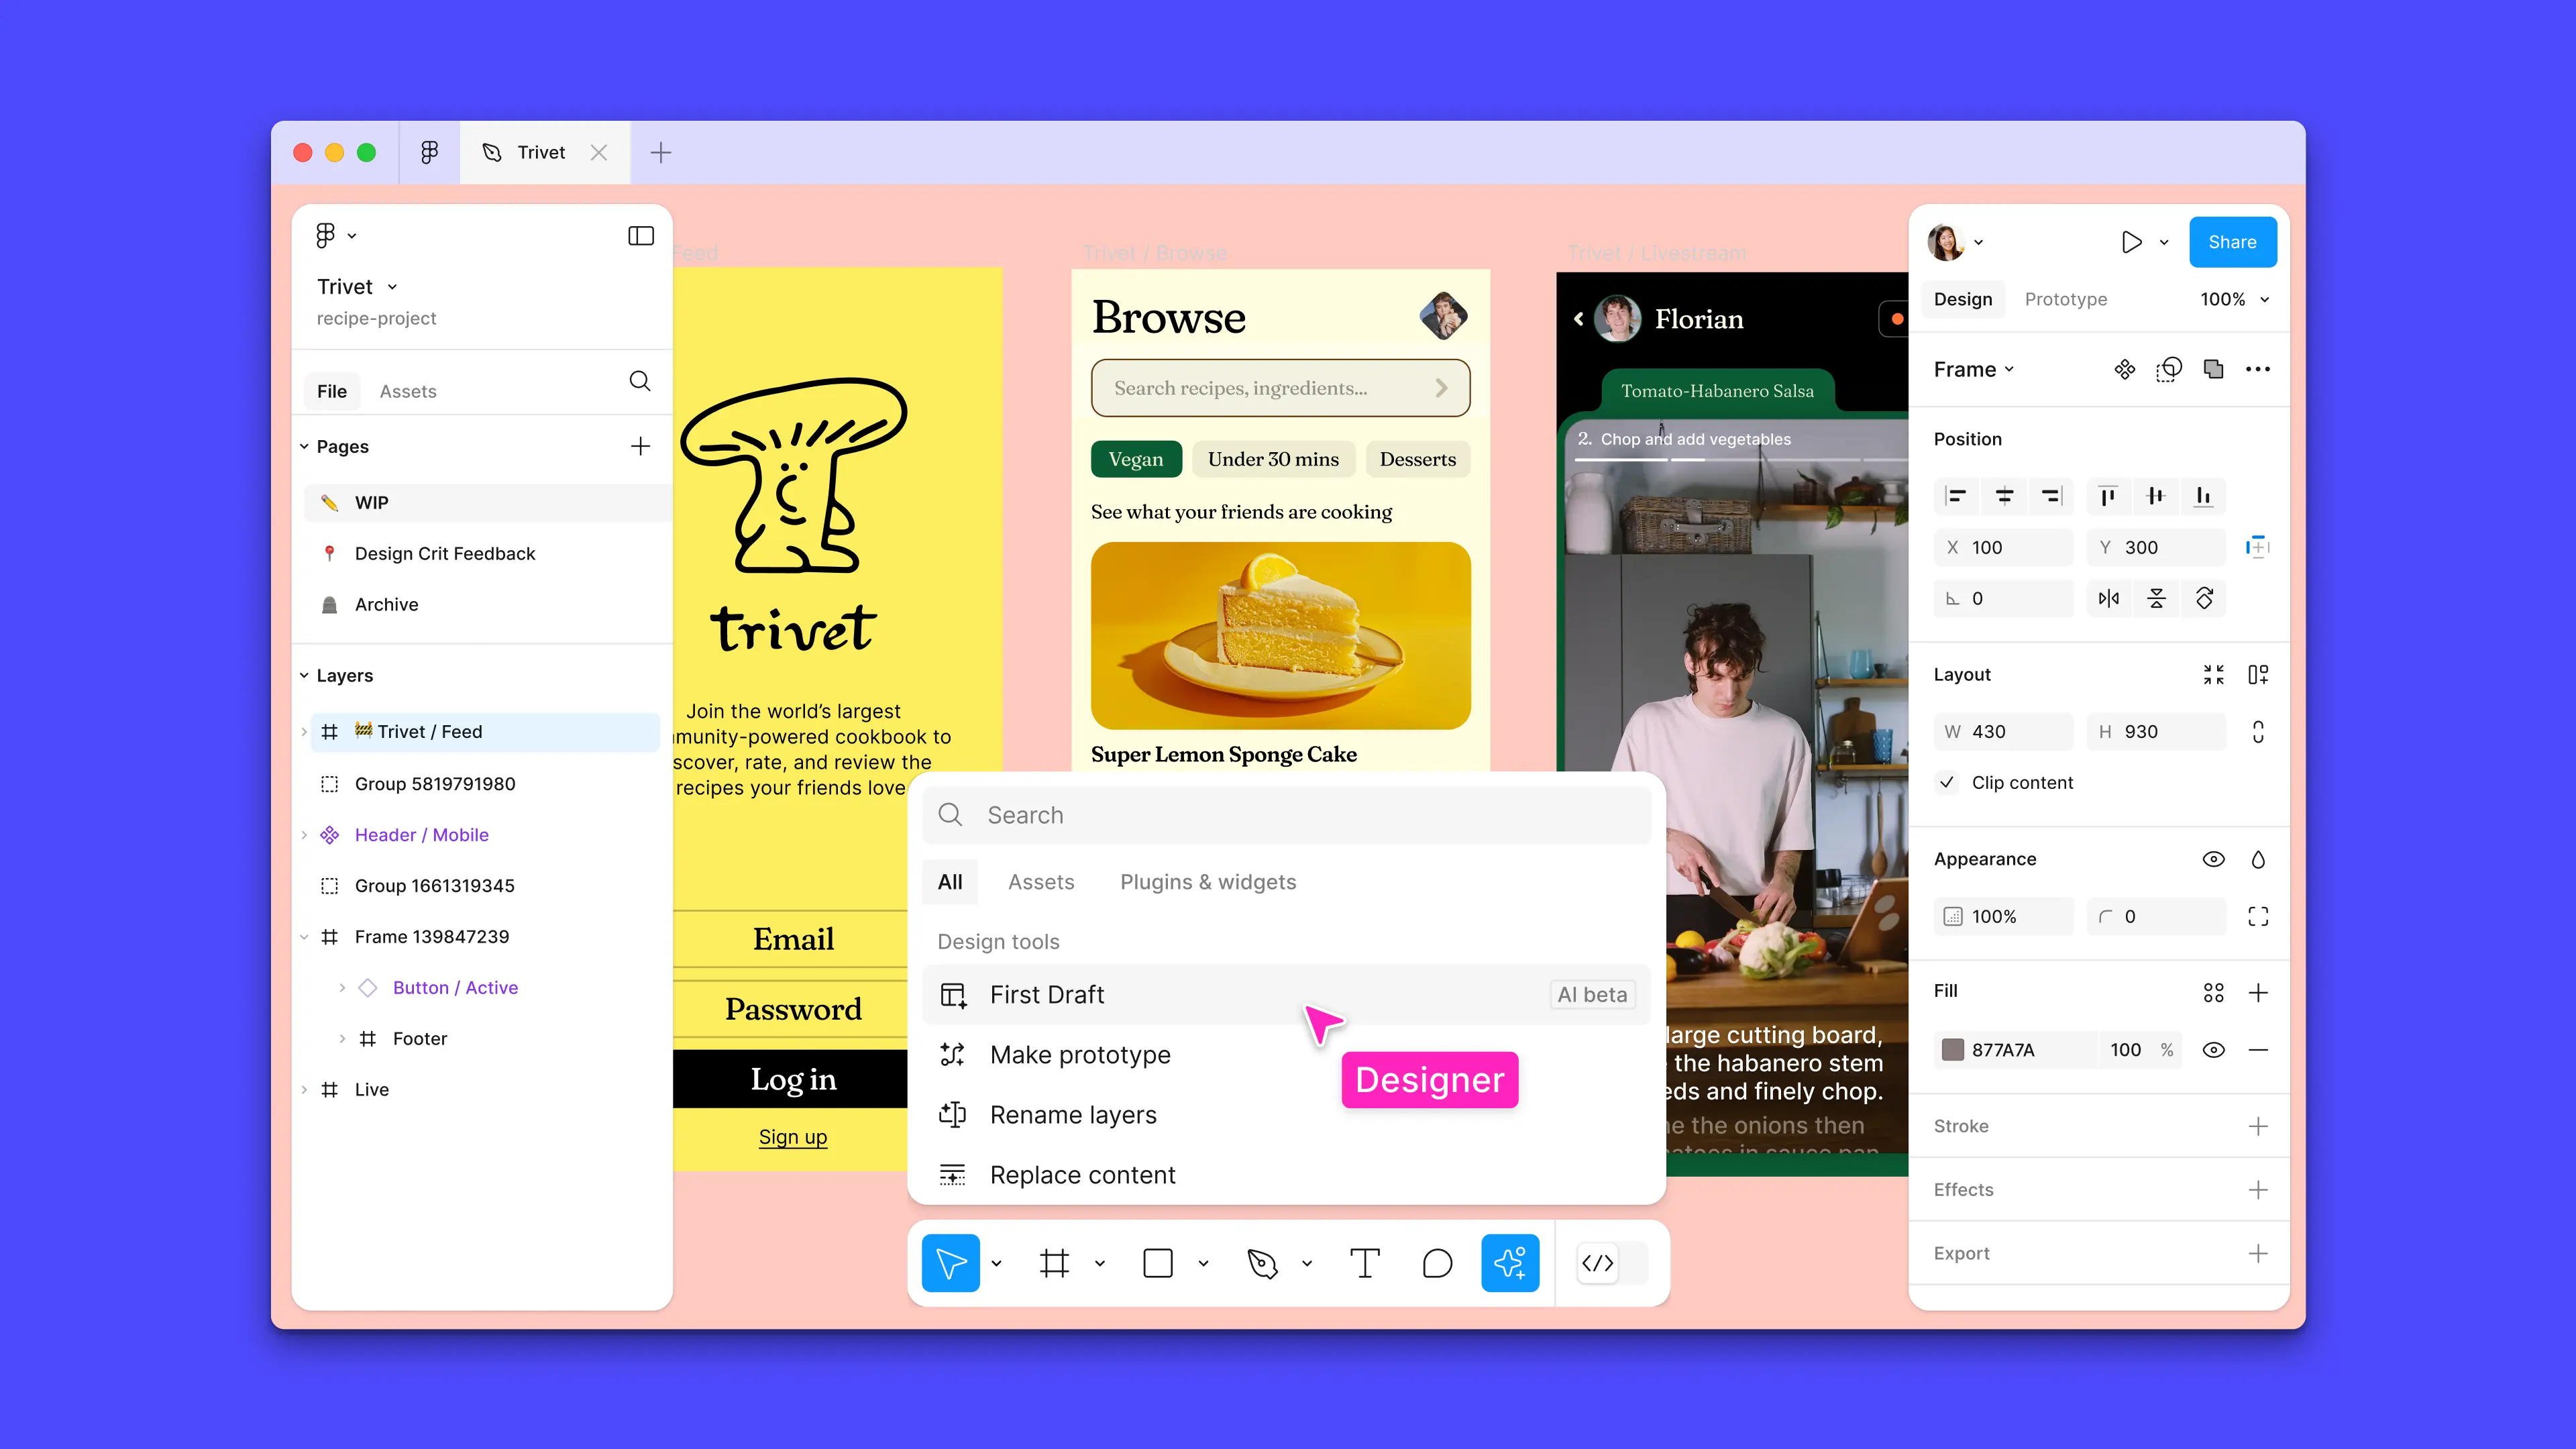 Trivet
Trivet
recipe-project
File
Assets
Pages
WIP
Design Crit Feedback
Archive
Layers
Trivet / Feed
Group 5819791980
Header / Mobile
Group 1661319345
Frame 139847239
Button / Active
Footer
Live
Feed
trivet
Join the world's largest
munity-powered cookbook to
scover, rate, and review the
recipes your friends love
Email
Password
Log in
Sign up
Trivet / Browse
Browse
Search recipes, ingredients...
Vegan
Under 30 mins
Desserts
See what your friends are cooking
Super Lemon Sponge Cake
Trivet / Livestream
Florian
Tomato-Habanero Salsa
2. Chop and add vegetables
large cutting board,
the habanero stem
eds and finely chop.
e the onions then
atoes in sauce pan
Search
All
Assets
Plugins & widgets
Design tools
First Draft
AI beta
Make prototype
Rename layers
Replace content
Designer
Share
Design
Prototype
100%
Frame
Position
X 100
Y 300
0
Layout
W 430
H 930
Clip content
Appearance
100%
0
Fill
877A7A
100 %
Stroke
Effects
Export